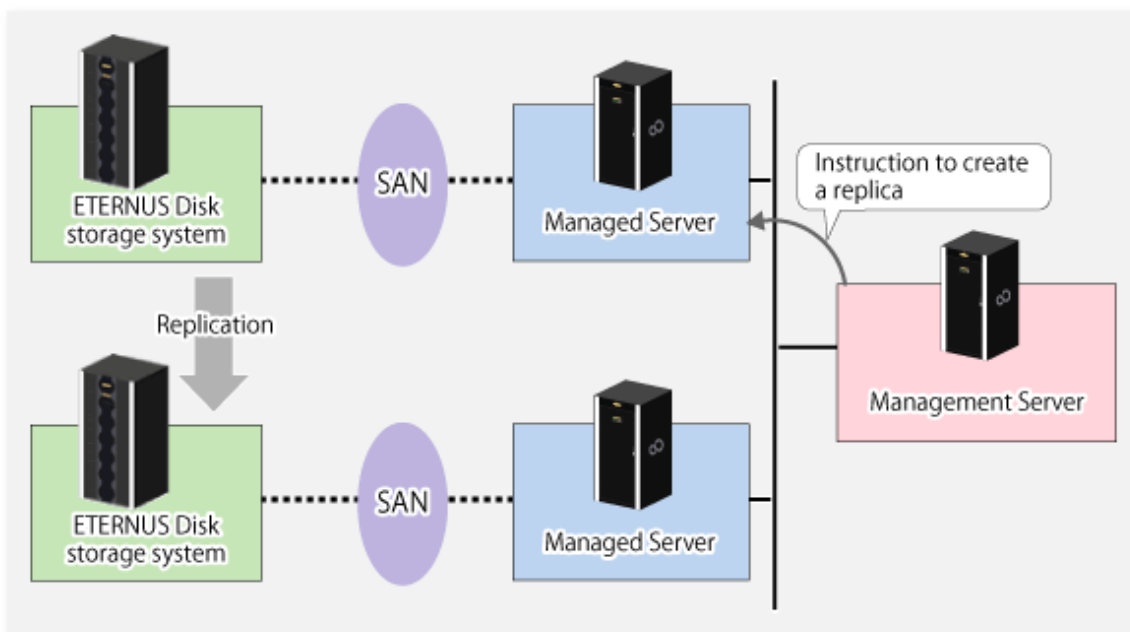 ETERNUS Disk
storage system
SAN
Managed Server
Instruction to create
a replica
Replication
Management Server
ETERNUS Disk
storage system
SAN
Managed Server